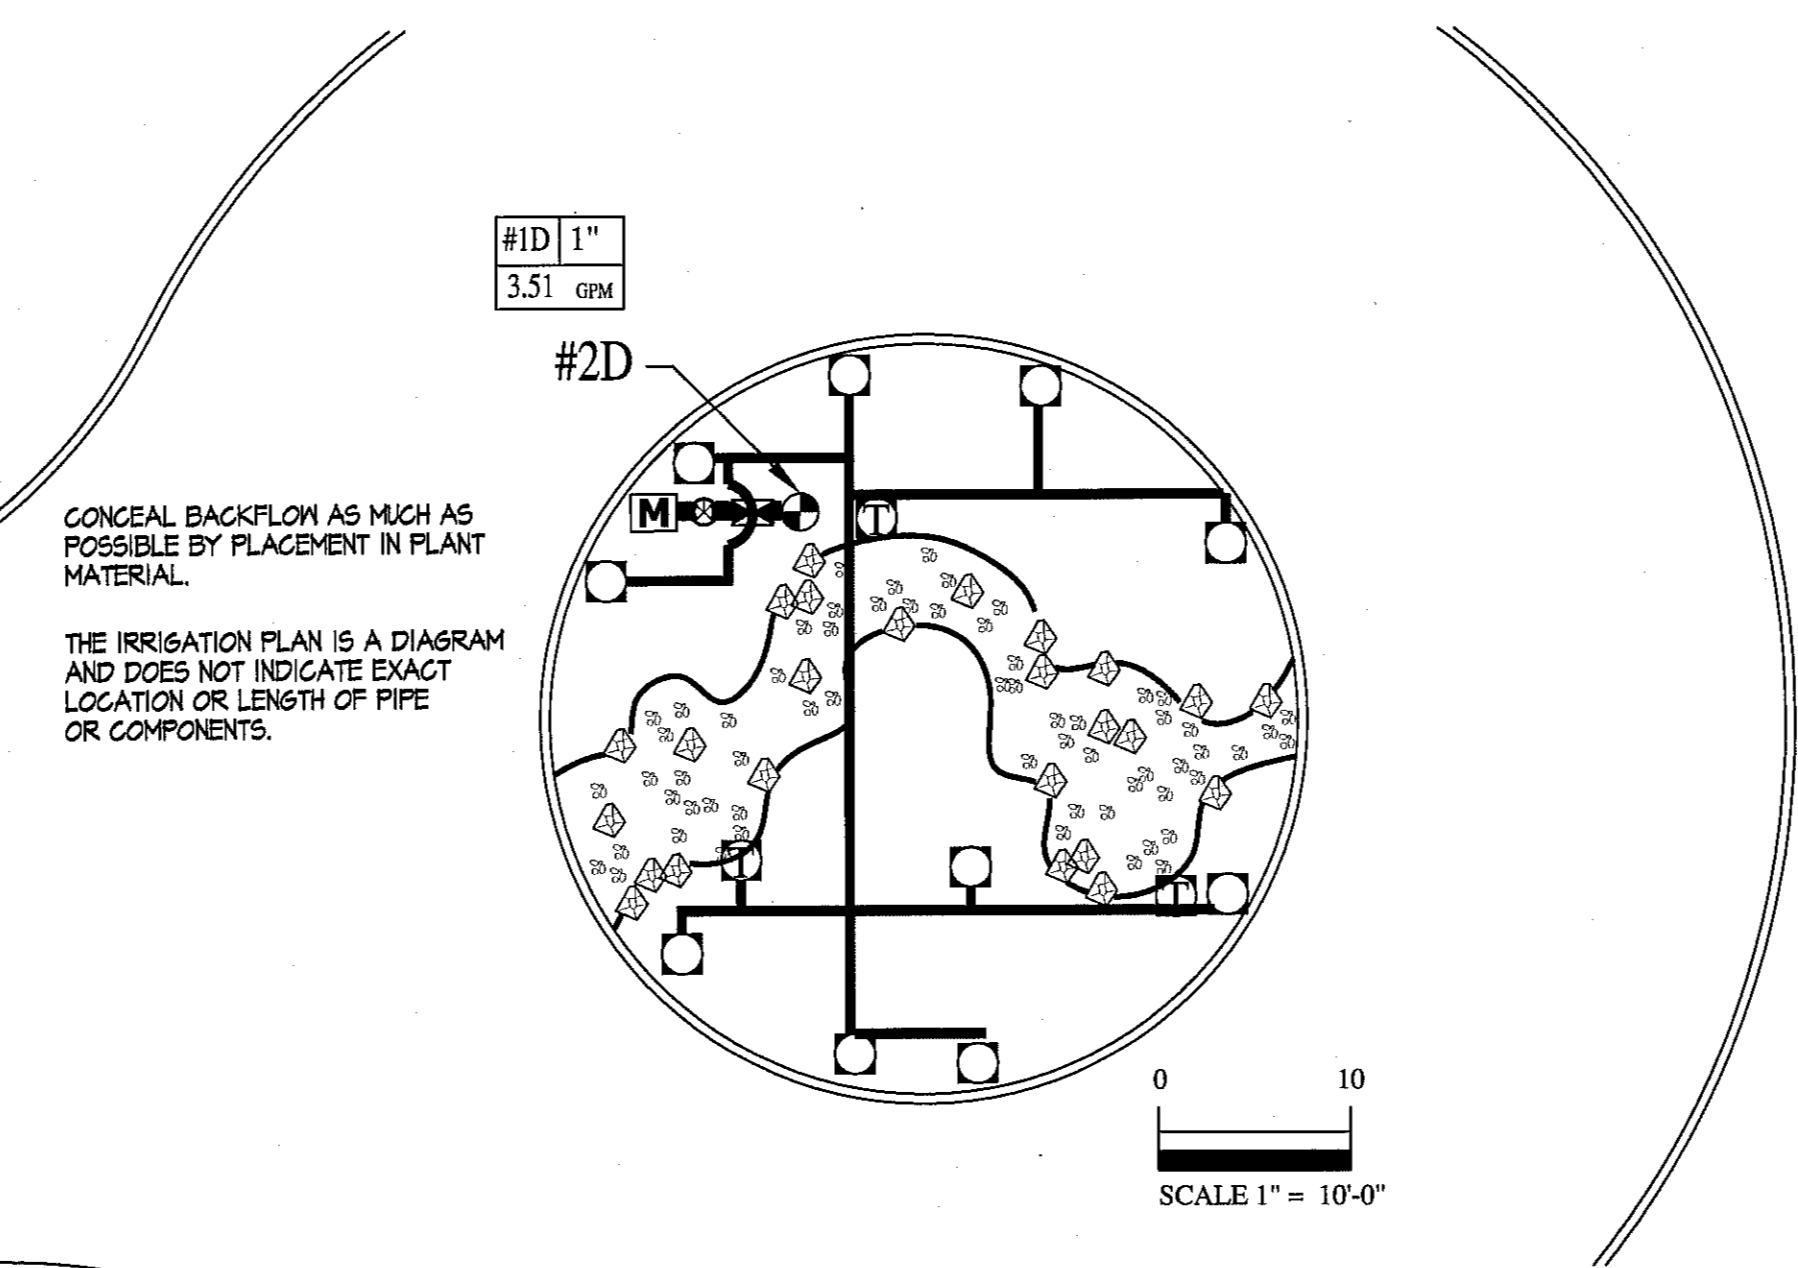 #1D 1"
3.51 GPM
#2D
M
T
CONCEAL BACKFLOW AS MUCH AS
POSSIBLE BY PLACEMENT IN PLANT
MATERIAL.
THE IRRIGATION PLAN IS A DIAGRAM
AND DOES NOT INDICATE EXACT
LOCATION OR LENGTH OF PIPE
OR COMPONENTS.
T
T
0 10
SCALE 1" = 10'-0"